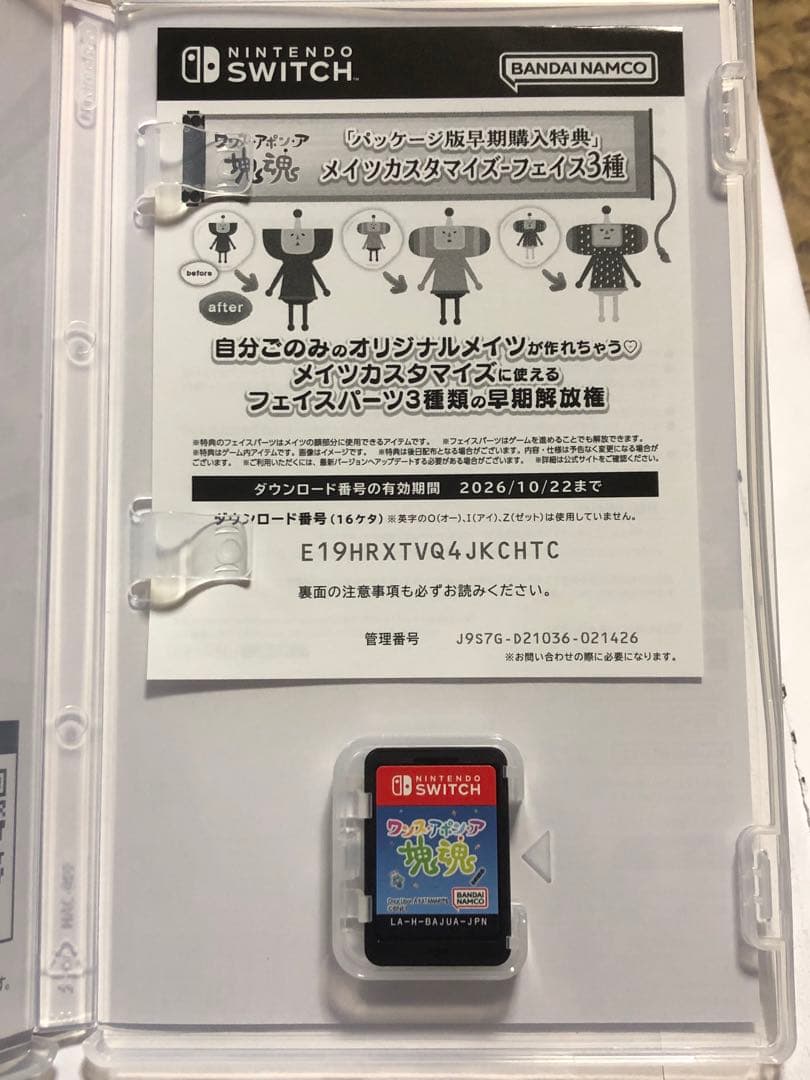 NINTENDO
SWITCH
BANDAI NAMCO
ワンス・アポン・ア
塊魂
「パッケージ版早期購入特典」
メイツカスタマイズ-フェイス3種
before
after
自分ごのみのオリジナルメイツが作れちゃう♡
メイツカスタマイズに使える
フェイスパーツ3種類の早期解放権
※特典のフェイスパーツはメイツの顔部分に使用できるアイテムです。 ※フェイスパーツはゲームを進めることでも解放できます。
※特典はゲーム内アイテムです。画像はイメージです。 ※特典は後日配布となる場合がございます。内容・仕様は予告なく変更になる場合が
ございます。 ※ご利用いただくには、最新バージョンへアップデートする必要がある場合がございます。 ※詳細は公式サイトをご確認ください。
ダウンロード番号の有効期間 2026/10/22まで
ダウンロード番号(16ケタ) ※英字のO(オー)、I(アイ)、Z(ゼット)は使用していません。
E19HRXTVQ4JKCHTC
裏面の注意事項も必ずお読みください。
管理番号 J9S7G-D21036-021426
※お問い合わせの際に必要になります。
NINTENDO
SWITCH
ワンス・アポン・ア
塊魂
BANDAI
NAMCO
LA-H-BAJUA-JPN